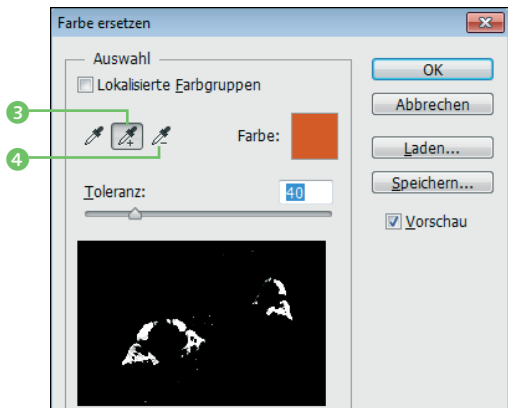 Farbe ersetzen
Auswahl
Lokalisierte Farbgruppen
OK
Abbrechen
3
Farbe:
4
Laden...
Speichern...
Toleranz:
40
Vorschau